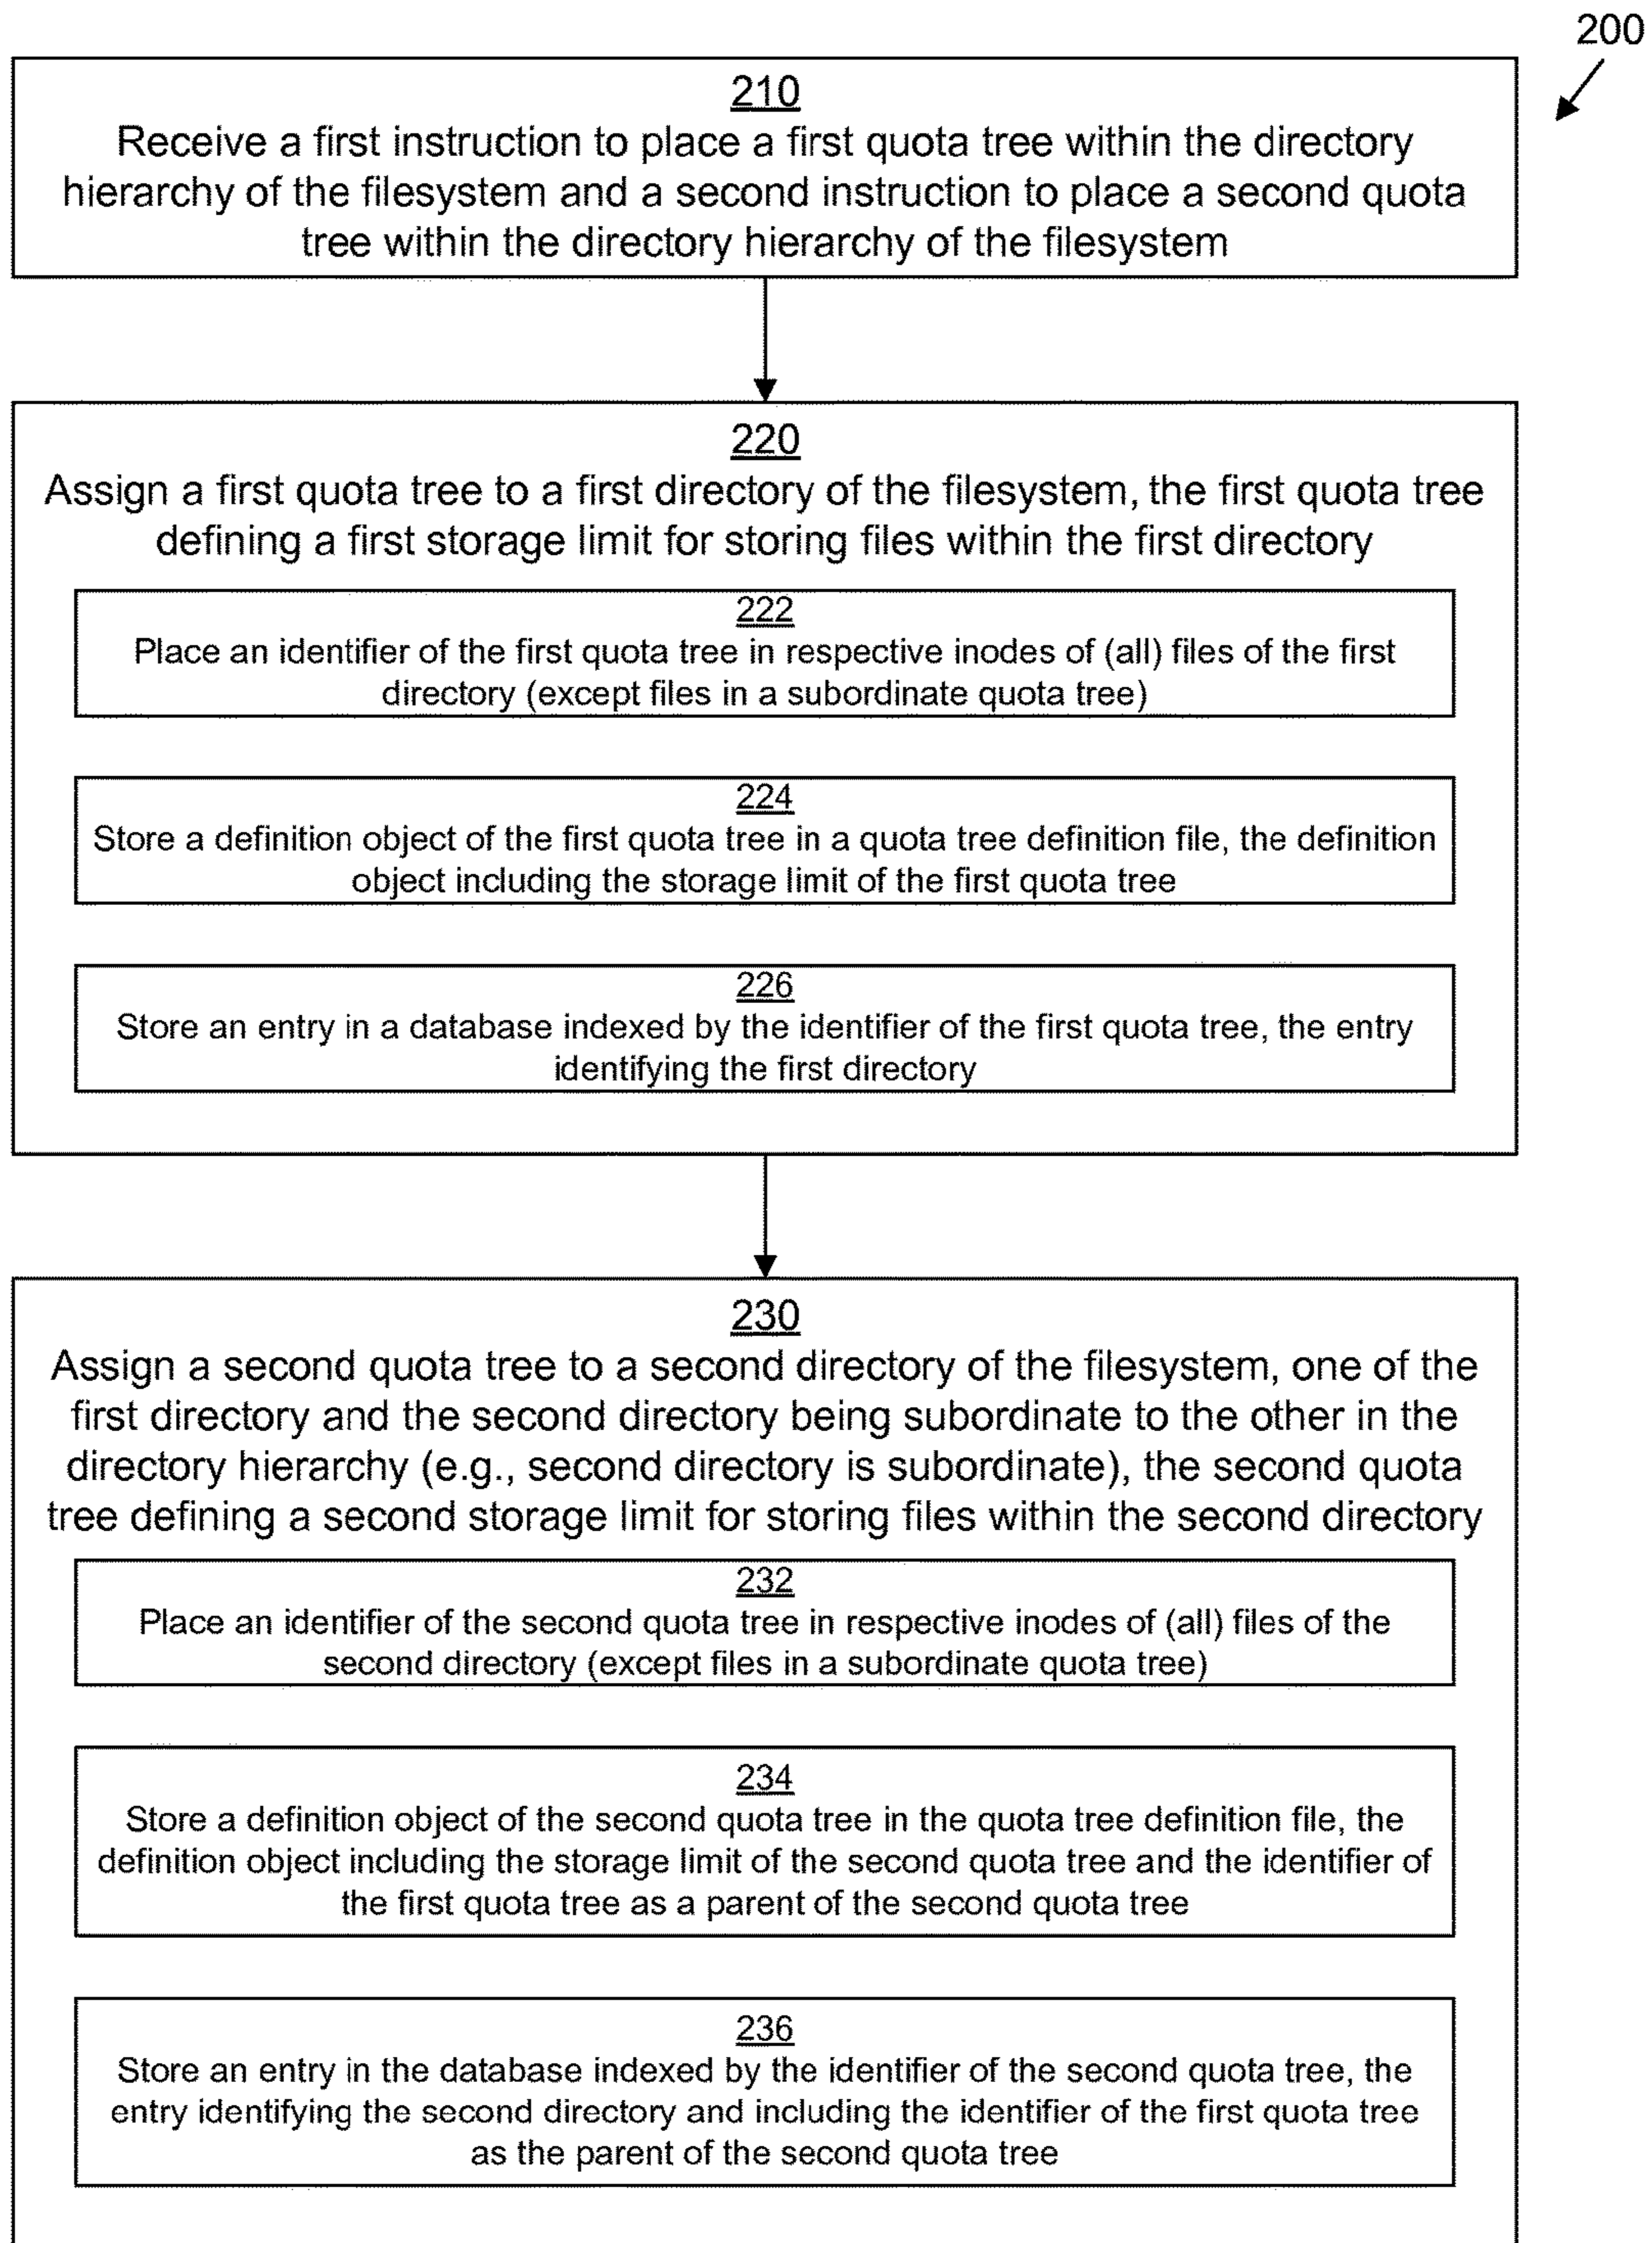 200
210
Receive a first instruction to place a first quota tree within the directory
hierarchy of the filesystem and a second instruction to place a second quota
tree within the directory hierarchy of the filesystem
220
Assign a first quota tree to a first directory of the filesystem, the first quota tree
defining a first storage limit for storing files within the first directory
222
Place an identifier of the first quota tree in respective inodes of (all) files of the first
directory (except files in a subordinate quota tree)
224
Store a definition object of the first quota tree in a quota tree definition file, the definition
object including the storage limit of the first quota tree
226
Store an entry in a database indexed by the identifier of the first quota tree, the entry
identifying the first directory
230
Assign a second quota tree to a second directory of the filesystem, one of the
first directory and the second directory being subordinate to the other in the
directory hierarchy (e.g., second directory is subordinate), the second quota
tree defining a second storage limit for storing files within the second directory
232
Place an identifier of the second quota tree in respective inodes of (all) files of the
second directory (except files in a subordinate quota tree)
234
Store a definition object of the second quota tree in the quota tree definition file, the
definition object including the storage limit of the second quota tree and the identifier of
the first quota tree as a parent of the second quota tree
236
Store an entry in the database indexed by the identifier of the second quota tree, the
entry identifying the second directory and including the identifier of the first quota tree
as the parent of the second quota tree